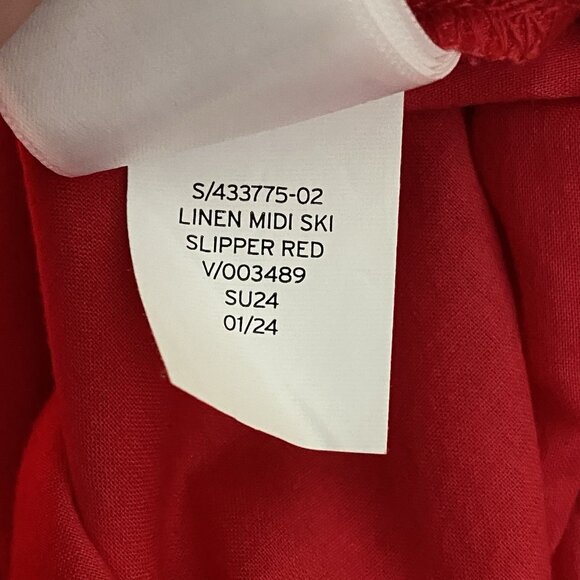 S/433775-02
LINEN MIDI SKI
SLIPPER RED
V/003489
SU24
01/24